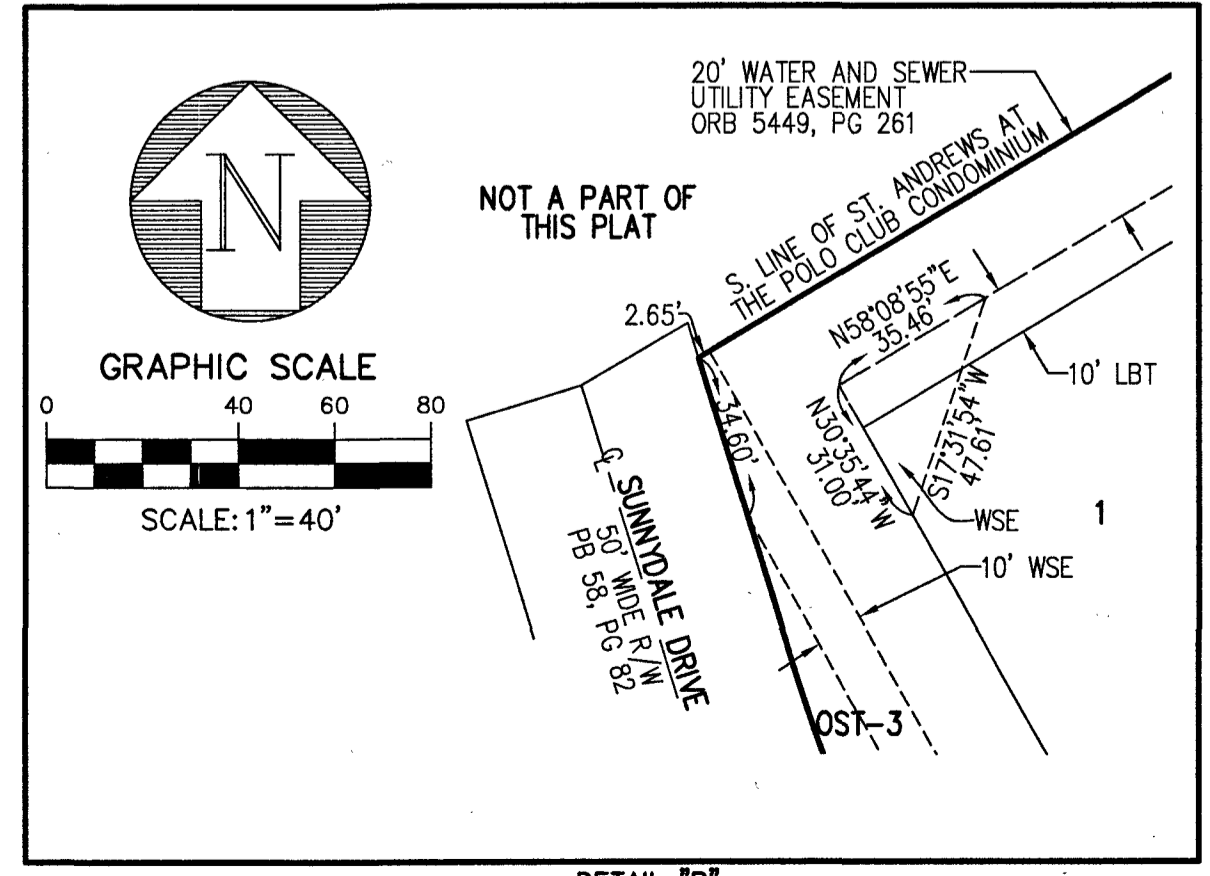 20' WATER AND SEWER
UTILITY EASEMENT
ORB 5449, PG 261
N
NOT A PART OF
THIS PLAT
S. LINE OF ST. ANDREWS AT
THE POLO CLUB CONDOMINIUM
GRAPHIC SCALE
0 40 60 80
SCALE: 1"=40'
2.65'
34.60'
N58°08'55"E
35.46'
N30°35'44"W
31.00'
S17°31'54"W
47.61'
10' LBT
WSE
1
10' WSE
℄ SUNNYDALE DRIVE
50' WIDE R/W
PB 58, PG 82
OST-3